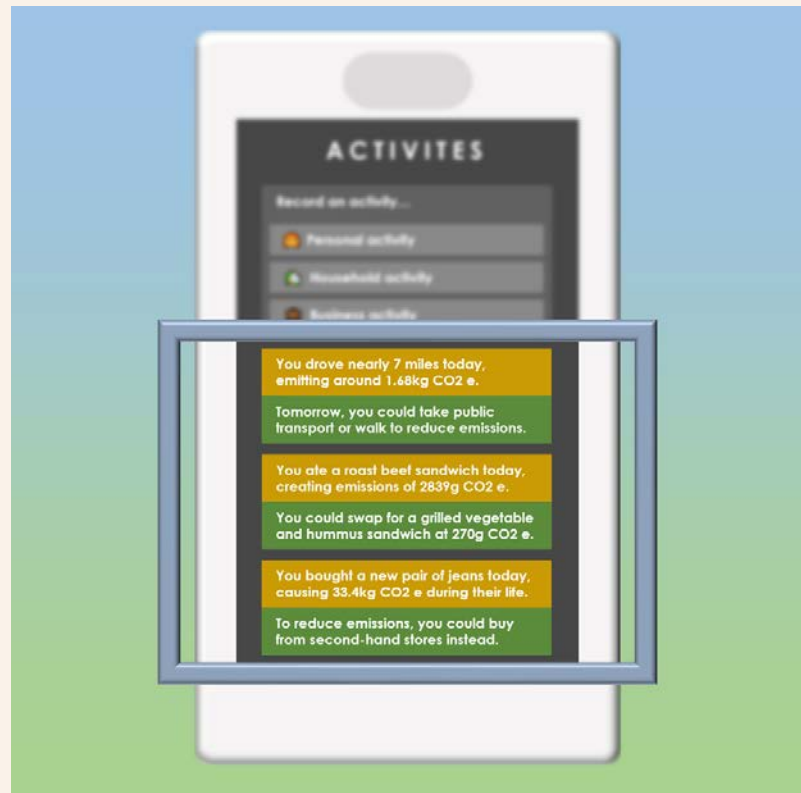 ACTIVITES
Record an activity...
Personal activity
Household activity
Business activity
You drove nearly 7 miles today,
emitting around 1.68kg CO2 e.
Tomorrow, you could take public
transport or walk to reduce emissions.
You ate a roast beef sandwich today,
creating emissions of 2839g CO2 e.
You could swap for a grilled vegetable
and hummus sandwich at 270g CO2 e.
You bought a new pair of jeans today,
causing 33.4kg CO2 e during their life.
To reduce emissions, you could buy
from second-hand stores instead.